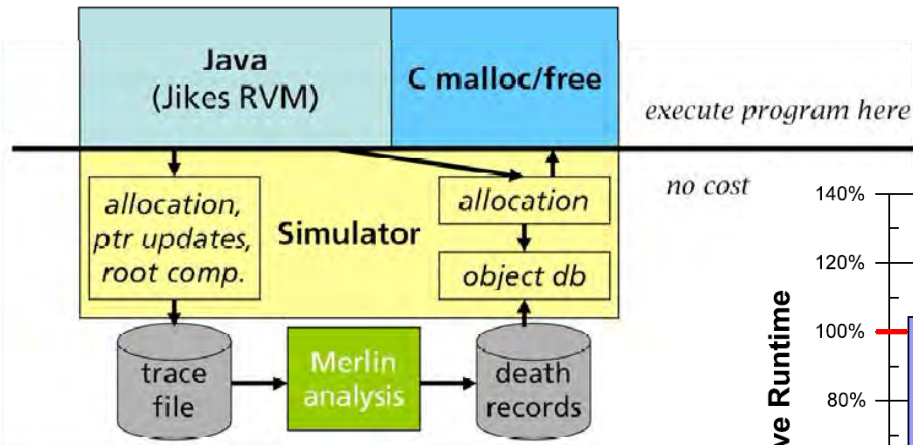 Java
(Jikes RVM)
C malloc/free
execute program here
no cost
allocation,
ptr updates,
root comp.
Simulator
allocation
object db
trace
file
Merlin
analysis
death
records
140%
120%
100%
80%
Runtime